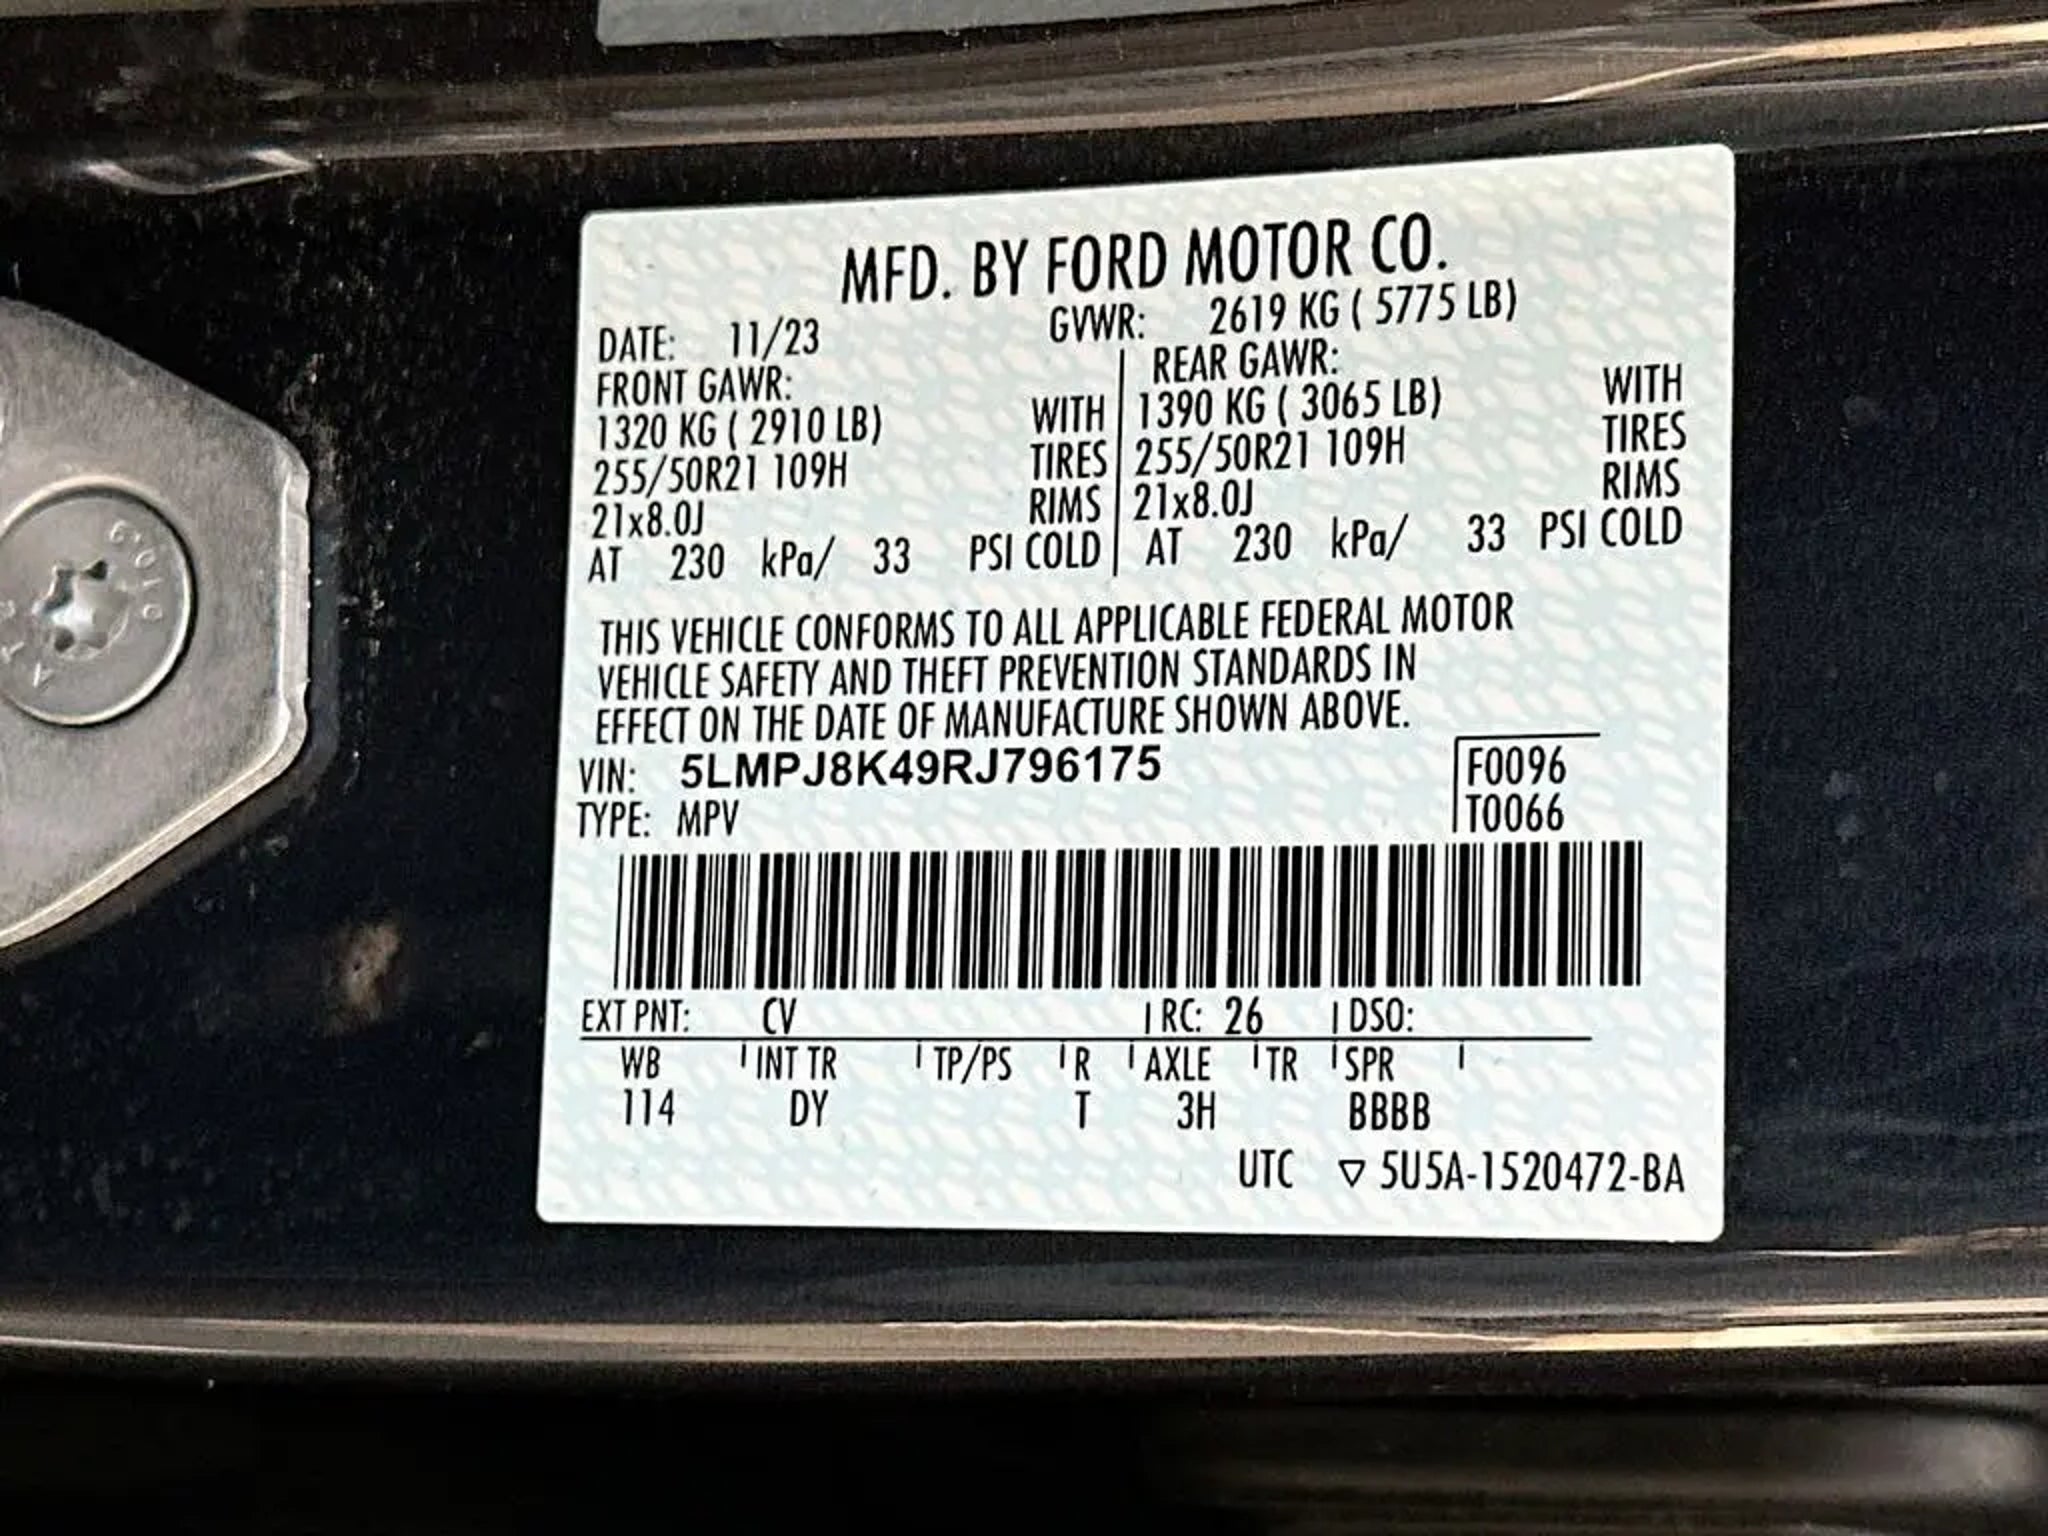 MFD. BY FORD MOTOR CO.
DATE: 11/23 GVWR: 2619 KG ( 5775 LB)
FRONT GAWR: REAR GAWR:
1320 KG ( 2910 LB) WITH 1390 KG ( 3065 LB) WITH
255/50R21 109H TIRES 255/50R21 109H TIRES
21x8.0J RIMS 21x8.0J RIMS
AT 230 kPa/ 33 PSI COLD AT 230 kPa/ 33 PSI COLD
THIS VEHICLE CONFORMS TO ALL APPLICABLE FEDERAL MOTOR
VEHICLE SAFETY AND THEFT PREVENTION STANDARDS IN
EFFECT ON THE DATE OF MANUFACTURE SHOWN ABOVE.
VIN: 5LMPJ8K49RJ796175 F0096
TYPE: MPV T0066
EXT PNT: CV RC: 26 DSO:
WB INT TR TP/PS R AXLE TR SPR
114 DY T 3H BBBB
UTC ▽ 5U5A-1520472-BA